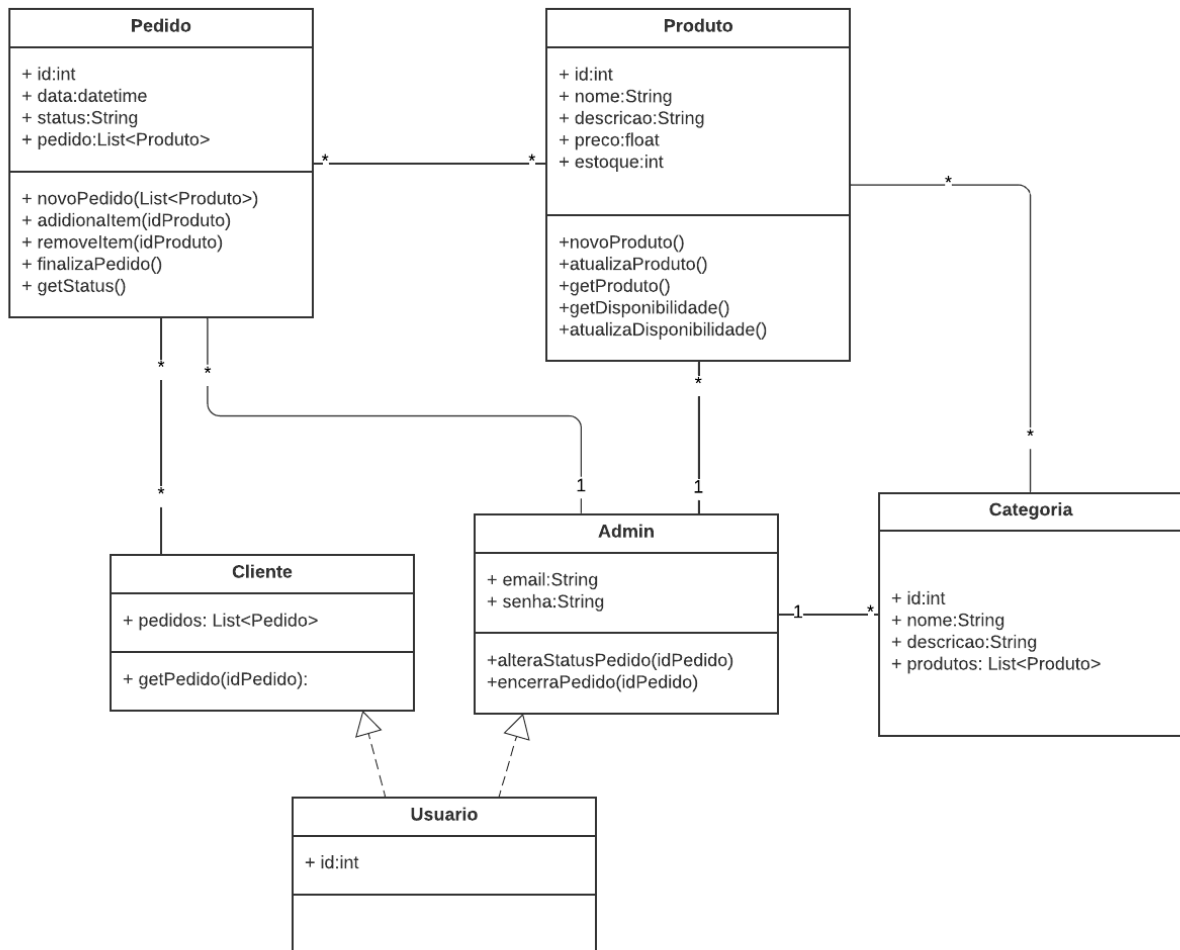 Pedido
+ id:int
+ data:datetime
+ status:String
+ pedido:List<Produto>
+ novoPedido(List<Produto>)
+ adidionaItem(idProduto)
+ removeItem(idProduto)
+ finalizaPedido()
+ getStatus()
Produto
+ id:int
+ nome:String
+ descricao:String
+ preco:float
+ estoque:int
+novoProduto()
+atualizaProduto()
+getProduto()
+getDisponibilidade()
+atualizaDisponibilidade()
* *
*
*
*
*
*
1
*
1
*
Cliente
+ pedidos: List<Pedido>
+ getPedido(idPedido):
Admin
+ email:String
+ senha:String
+alteraStatusPedido(idPedido)
+encerraPedido(idPedido)
1 *
Categoria
+ id:int
+ nome:String
+ descricao:String
+ produtos: List<Produto>
Usuario
+ id:int